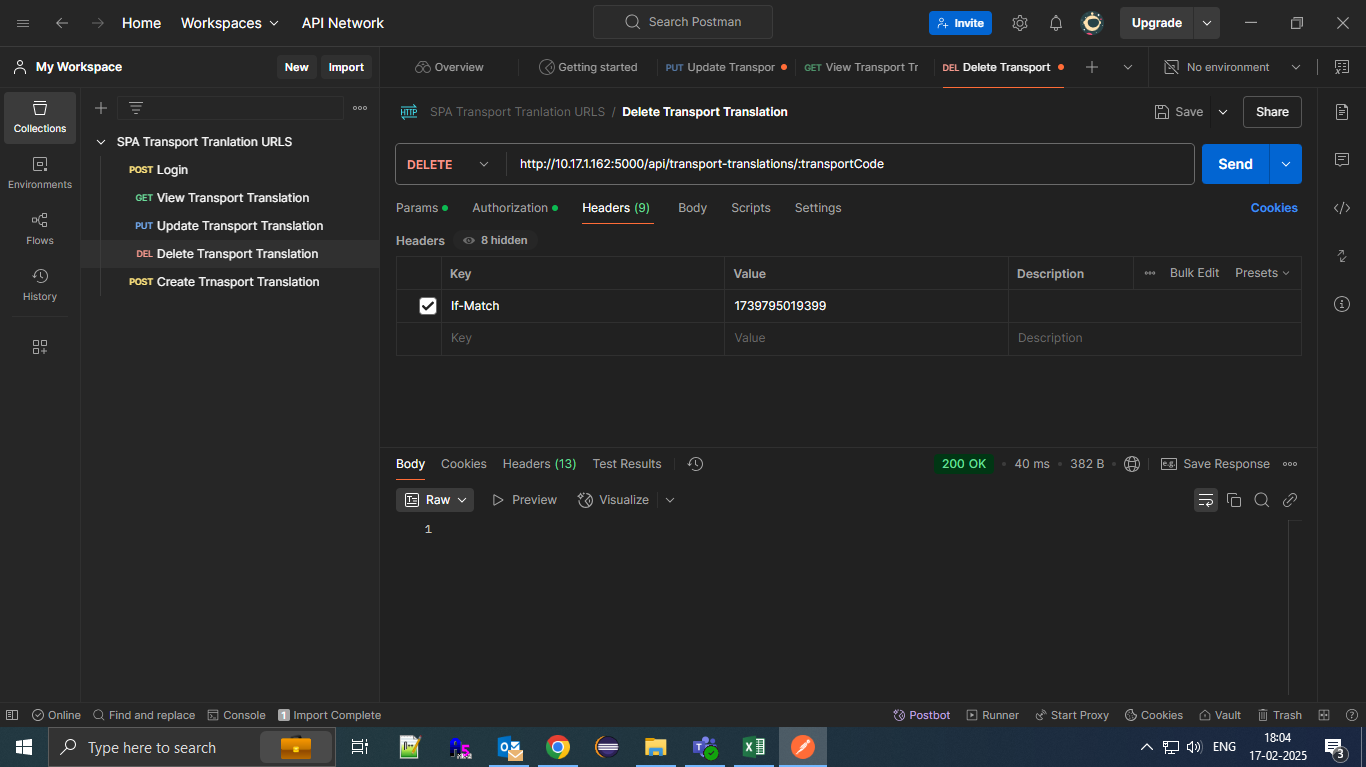 Home Workspaces API Network Search Postman Invite Upgrade
My Workspace New Import Overview Getting started PUT Update Transpor GET View Transport Tr DEL Delete Transport No environment
Collections
Environments
Flows
History
SPA Transport Tranlation URLS
POST Login
GET View Transport Translation
PUT Update Transport Translation
DEL Delete Transport Translation
POST Create Trnasport Translation
HTTP SPA Transport Tranlation URLS / Delete Transport Translation Save Share
DELETE http://10.17.1.162:5000/api/transport-translations/:transportCode Send
Params Authorization Headers (9) Body Scripts Settings Cookies
Headers 8 hidden
Key Value Description Bulk Edit Presets
If-Match 1739795019399
Key Value Description
Body Cookies Headers (13) Test Results 200 OK 40 ms 382 B e.g. Save Response
Raw Preview Visualize
1
Online Find and replace Console 1 Import Complete Postbot Runner Start Proxy Cookies Vault Trash
Type here to search ENG 18:04
17-02-2025 3